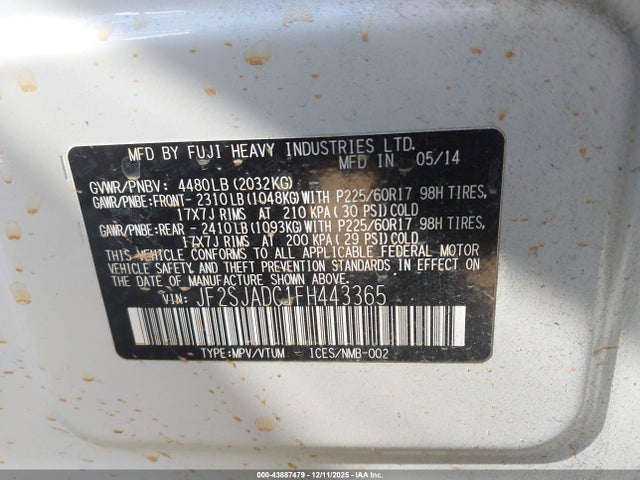 MFD BY FUJI HEAVY INDUSTRIES LTD.
MFD IN 05/14
GVWR/PNBV: 4480LB(2032KG)
GAWR/PNBE:FRONT-2310LB(1048KG)WITH P225/60R17 98H TIRES,
17X7J RIMS AT 210 KPA(30 PSI)COLD
GAWR/PNBE:REAR -2410LB(1093KG)WITH P225/60R17 98H TIRES,
17X7J RIMS AT 200 KPA(29 PSI)COLD
THIS VEHICLE CONFORMS TO ALL APPLICABLE FEDERAL MOTOR
VEHICLE SAFETY AND THEFT PREVENTION STANDARDS IN EFFECT ON
THE DATE OF MANUFACTURE SHOWN ABOVE.
VIN: JF2SJADC1FH443365
TYPE:MPV/VTUM ICES/NMB-002
000-43887479 - 12/11/2025 - IAA Inc.